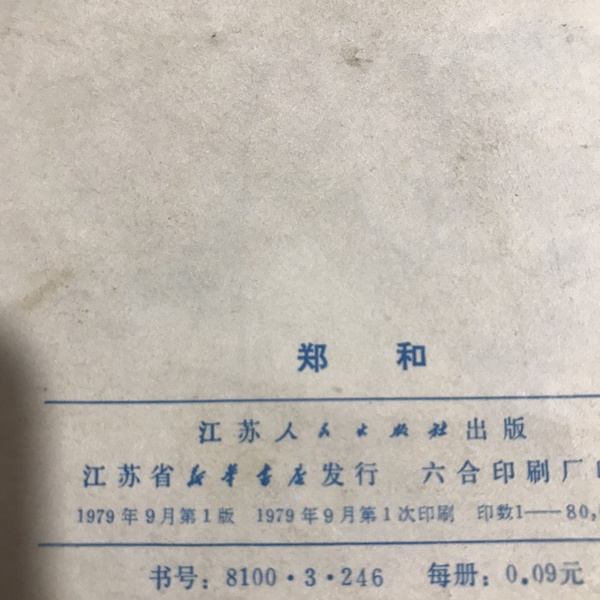 郑 和
江苏人民出版社出版
江苏省新华书店发行 六合印刷厂
1979年9月第1版 1979年9月第1次印刷 印数1——80,
书号：8100·3·246 每册：0.09元